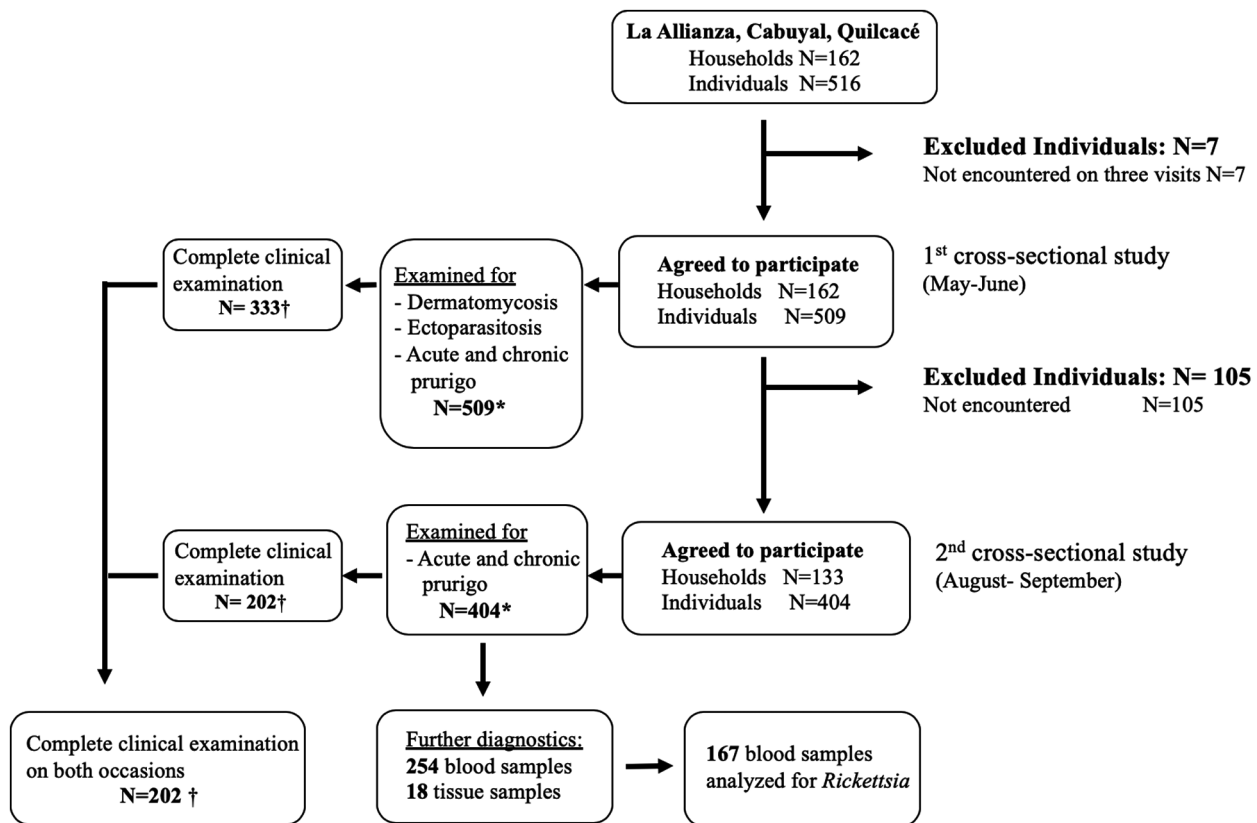 La Allianza, Cabuyal, Quilcacé
Households N=162
Individuals N=516
Excluded Individuals: N=7
Not encountered on three visits N=7
Complete clinical
examination
N= 333†
Examined for
- Dermatomycosis
- Ectoparasitosis
- Acute and chronic
prurigo
N=509*
Agreed to participate
Households N=162
Individuals N=509
1st cross-sectional study
(May-June)
Excluded Individuals: N= 105
Not encountered N=105
Complete clinical
examination
N= 202†
Examined for
- Acute and chronic
prurigo
N=404*
Agreed to participate
Households N=133
Individuals N=404
2nd cross-sectional study
(August- September)
Complete clinical examination
on both occasions
N=202 †
Further diagnostics:
254 blood samples
18 tissue samples
167 blood samples
analyzed for Rickettsia